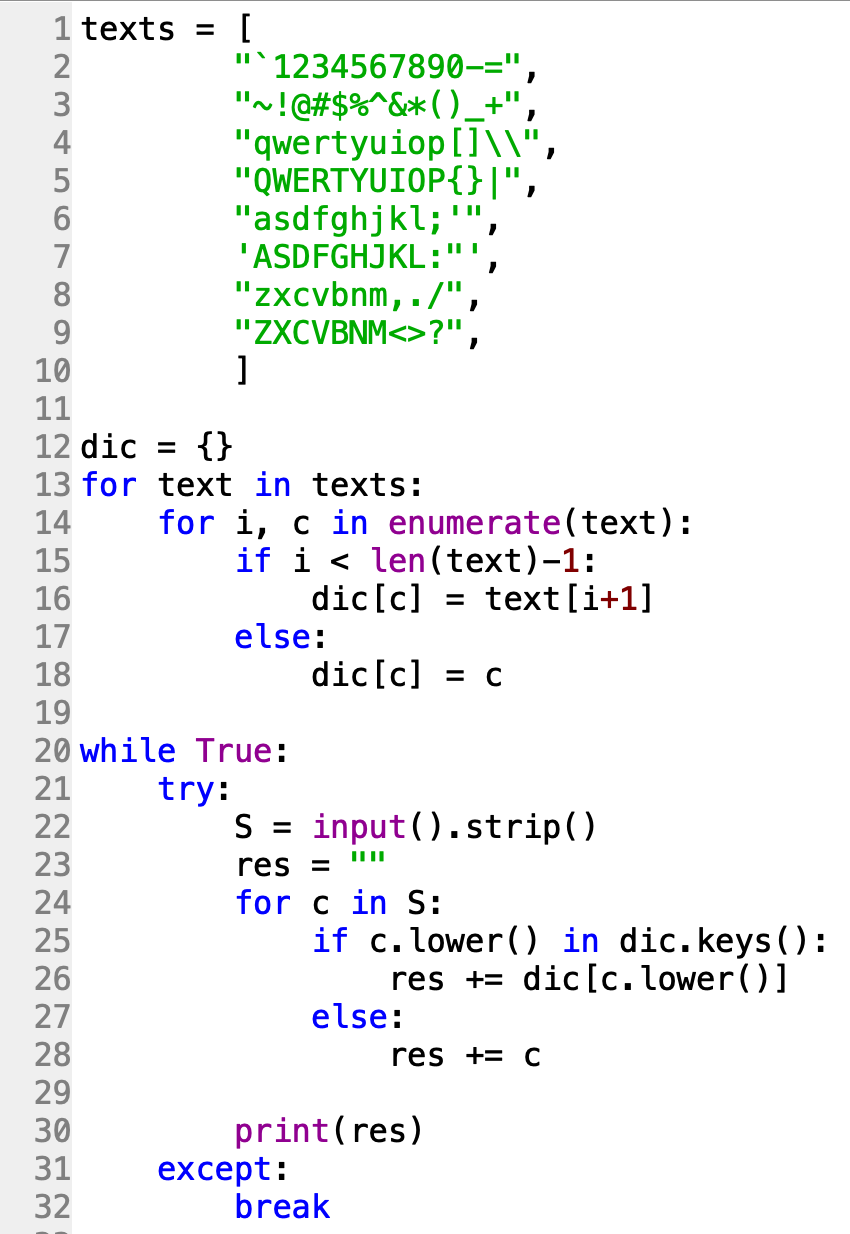 1 texts = [
2         "`1234567890-=",
3         "~!@#$%^&*()_+",
4         "qwertyuiop[]\\",
5         "QWERTYUIOP{}|",
6         "asdfghjkl;'",
7         'ASDFGHJKL:"',
8         "zxcvbnm,./",
9         "ZXCVBNM<>?",
10         ]
11
12 dic = {}
13 for text in texts:
14     for i, c in enumerate(text):
15         if i < len(text)-1:
16             dic[c] = text[i+1]
17         else:
18             dic[c] = c
19
20 while True:
21     try:
22         S = input().strip()
23         res = ""
24         for c in S:
25             if c.lower() in dic.keys():
26                 res += dic[c.lower()]
27             else:
28                 res += c
29
30         print(res)
31     except:
32         break